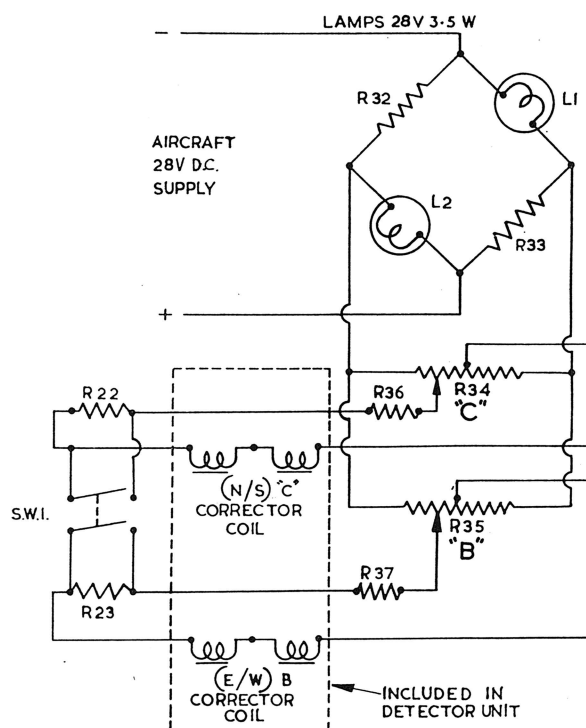 LAMPS 28V 3·5 W
−
R32
L1
AIRCRAFT
28V D.C.
SUPPLY
L2
R33
+
R22
R36
R34
"C"
(N/S) "C"
CORRECTOR
COIL
S.W.I.
R35
"B"
R37
R23
(E/W) B
CORRECTOR
COIL
INCLUDED IN
DETECTOR UNIT